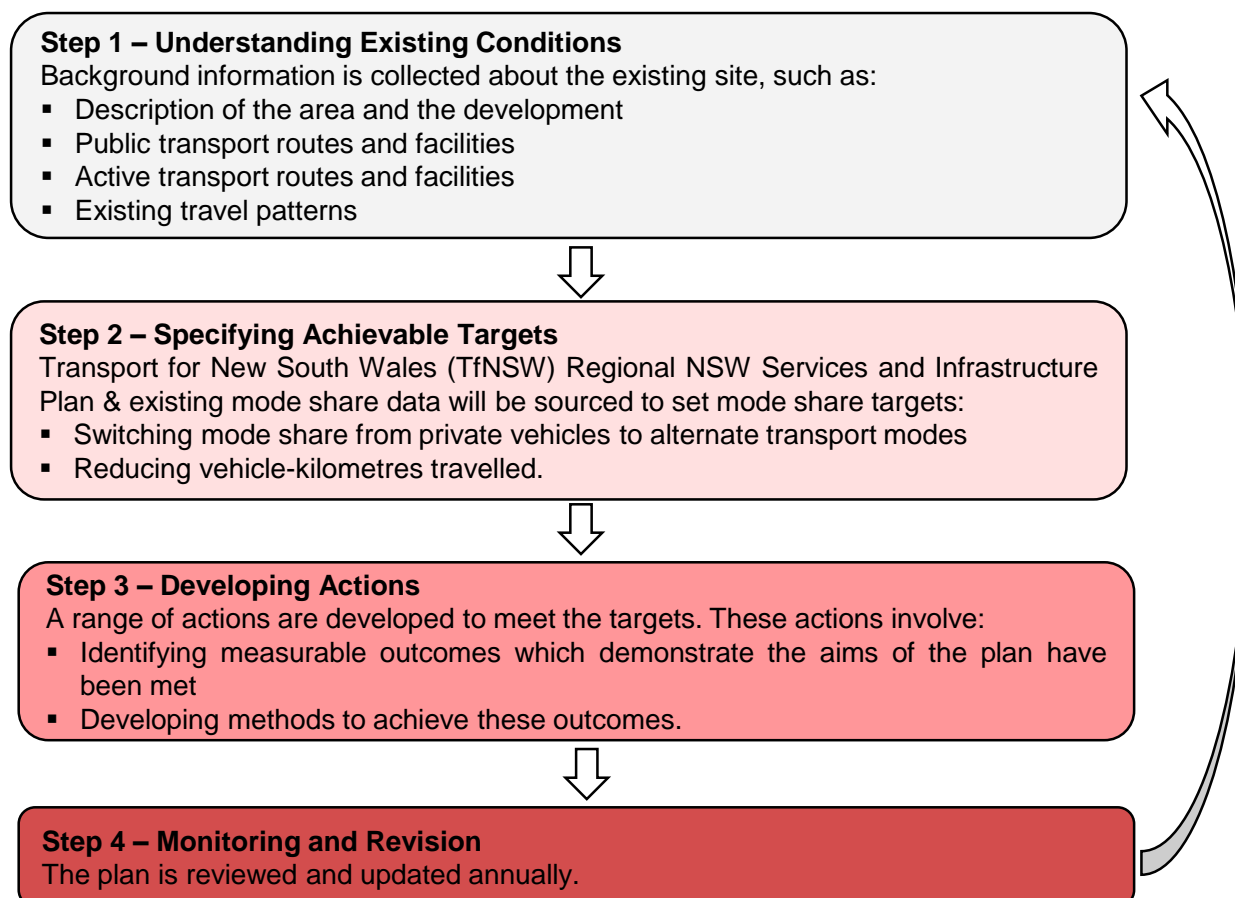 Step 1 – Understanding Existing Conditions
Background information is collected about the existing site, such as:
▪ Description of the area and the development
▪ Public transport routes and facilities
▪ Active transport routes and facilities
▪ Existing travel patterns
Step 2 – Specifying Achievable Targets
Transport for New South Wales (TfNSW) Regional NSW Services and Infrastructure
Plan & existing mode share data will be sourced to set mode share targets:
▪ Switching mode share from private vehicles to alternate transport modes
▪ Reducing vehicle-kilometres travelled.
Step 3 – Developing Actions
A range of actions are developed to meet the targets. These actions involve:
▪ Identifying measurable outcomes which demonstrate the aims of the plan have
been met
▪ Developing methods to achieve these outcomes.
Step 4 – Monitoring and Revision
The plan is reviewed and updated annually.